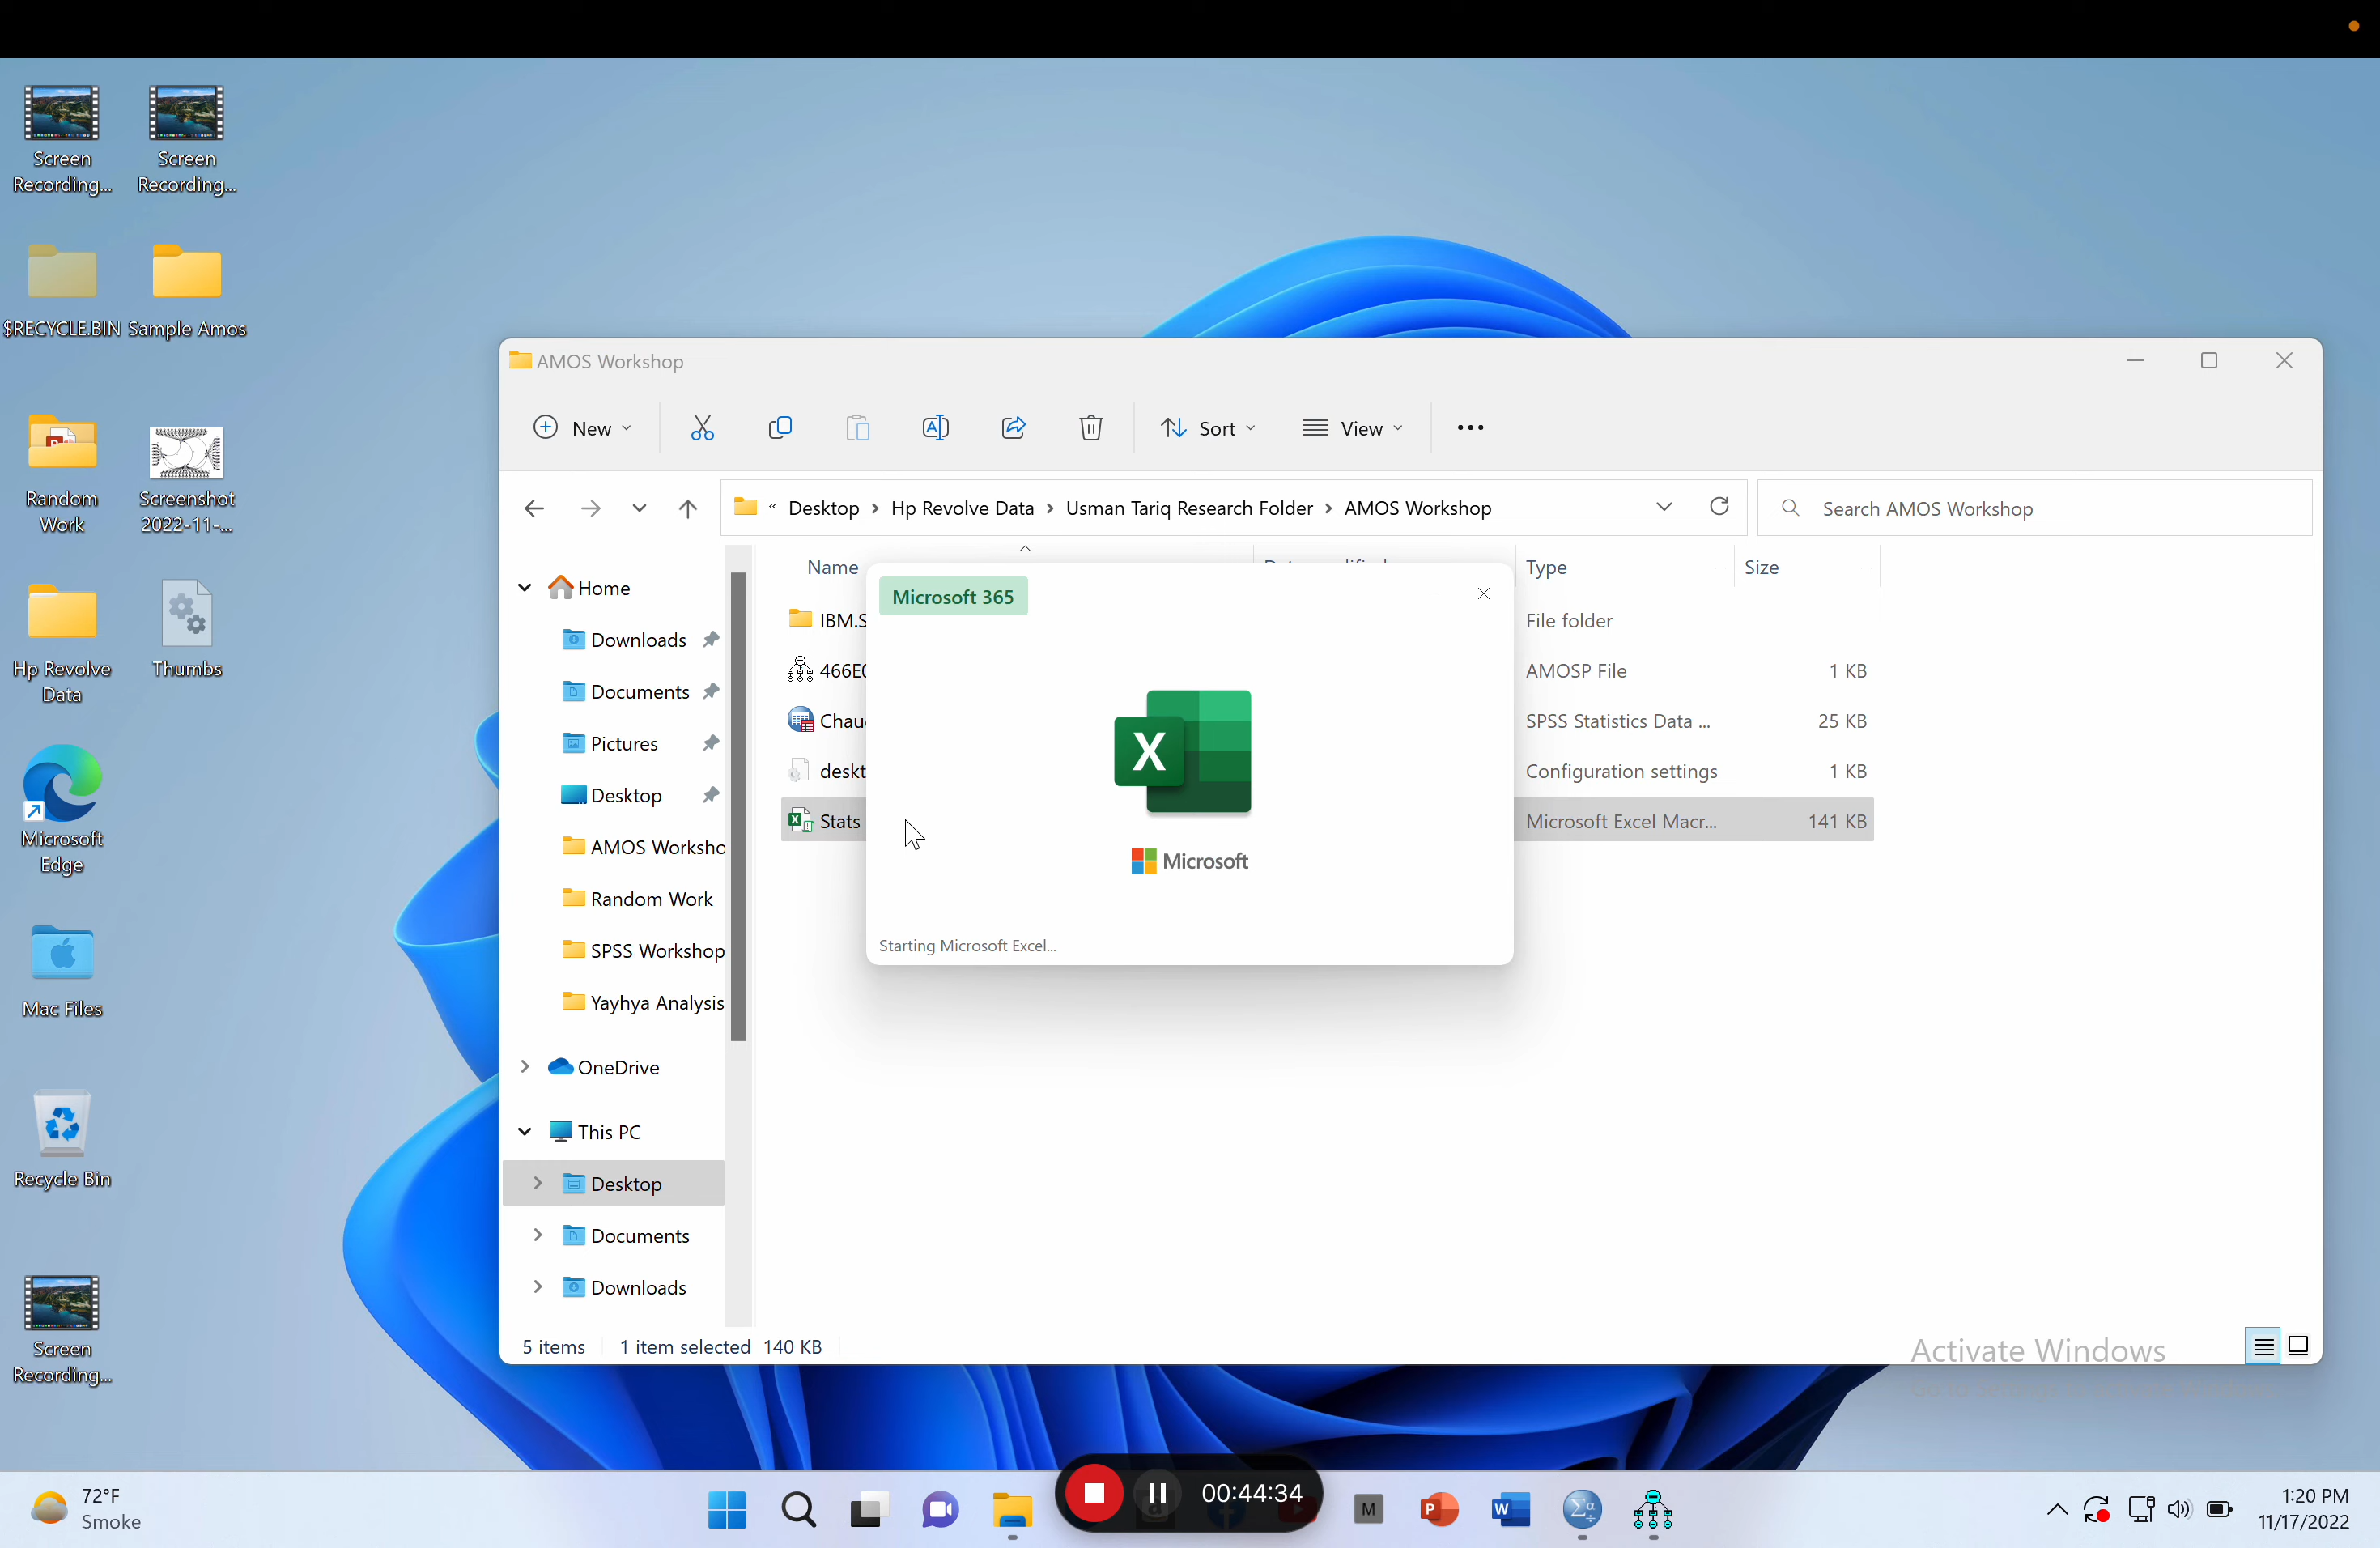 Screen
Recording...
Screen
Recording...
$RECYCLE.BIN
Sample Amos
Random
Work
Screenshot
2022-11-...
Hp Revolve
Data
Thumbs
Microsoft
Edge
Mac Files
Recycle Bin
Screen
Recording...
AMOS Workshop
New
Sort
View
« Desktop > Hp Revolve Data > Usman Tariq Research Folder > AMOS Workshop
Search AMOS Workshop
Home
Downloads
Documents
Pictures
Desktop
AMOS Worksho
Random Work
SPSS Workshop
Yayhya Analysis
OneDrive
This PC
Desktop
Documents
Downloads
Name
Type
Size
IBM.S
File folder
466E0
AMOSP File
1 KB
Chau
SPSS Statistics Data ...
25 KB
deskt
Configuration settings
1 KB
Stats
Microsoft Excel Macr...
141 KB
Microsoft 365
X
Microsoft
Starting Microsoft Excel...
5 items
1 item selected 140 KB
Activate Windows
72°F
Smoke
00:44:34
M
P
W
1:20 PM
11/17/2022